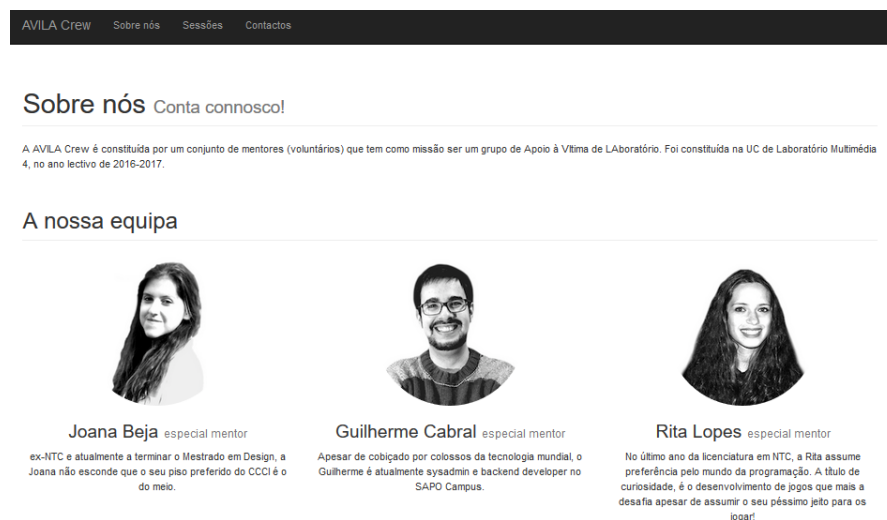 AVILA Crew Sobre nós Sessões Contactos
Sobre nós Conta connosco!
A AVILA Crew é constituída por um conjunto de mentores (voluntários) que tem como missão ser um grupo de Apoio à VItima de LAboratório. Foi constituída na UC de Laboratório Multimédia
4, no ano lectivo de 2016-2017.
A nossa equipa
Joana Beja especial mentor
ex-NTC e atualmente a terminar o Mestrado em Design, a
Joana não esconde que o seu piso preferido do CCCI é o
do meio.
Guilherme Cabral especial mentor
Apesar de cobiçado por colossos da tecnologia mundial, o
Guilherme é atualmente sysadmin e backend developer no
SAPO Campus.
Rita Lopes especial mentor
No último ano da licenciatura em NTC, a Rita assume
preferência pelo mundo da programação. A título de
curiosidade, é o desenvolvimento de jogos que mais a
desafia apesar de assumir o seu péssimo jeito para os
jogar!